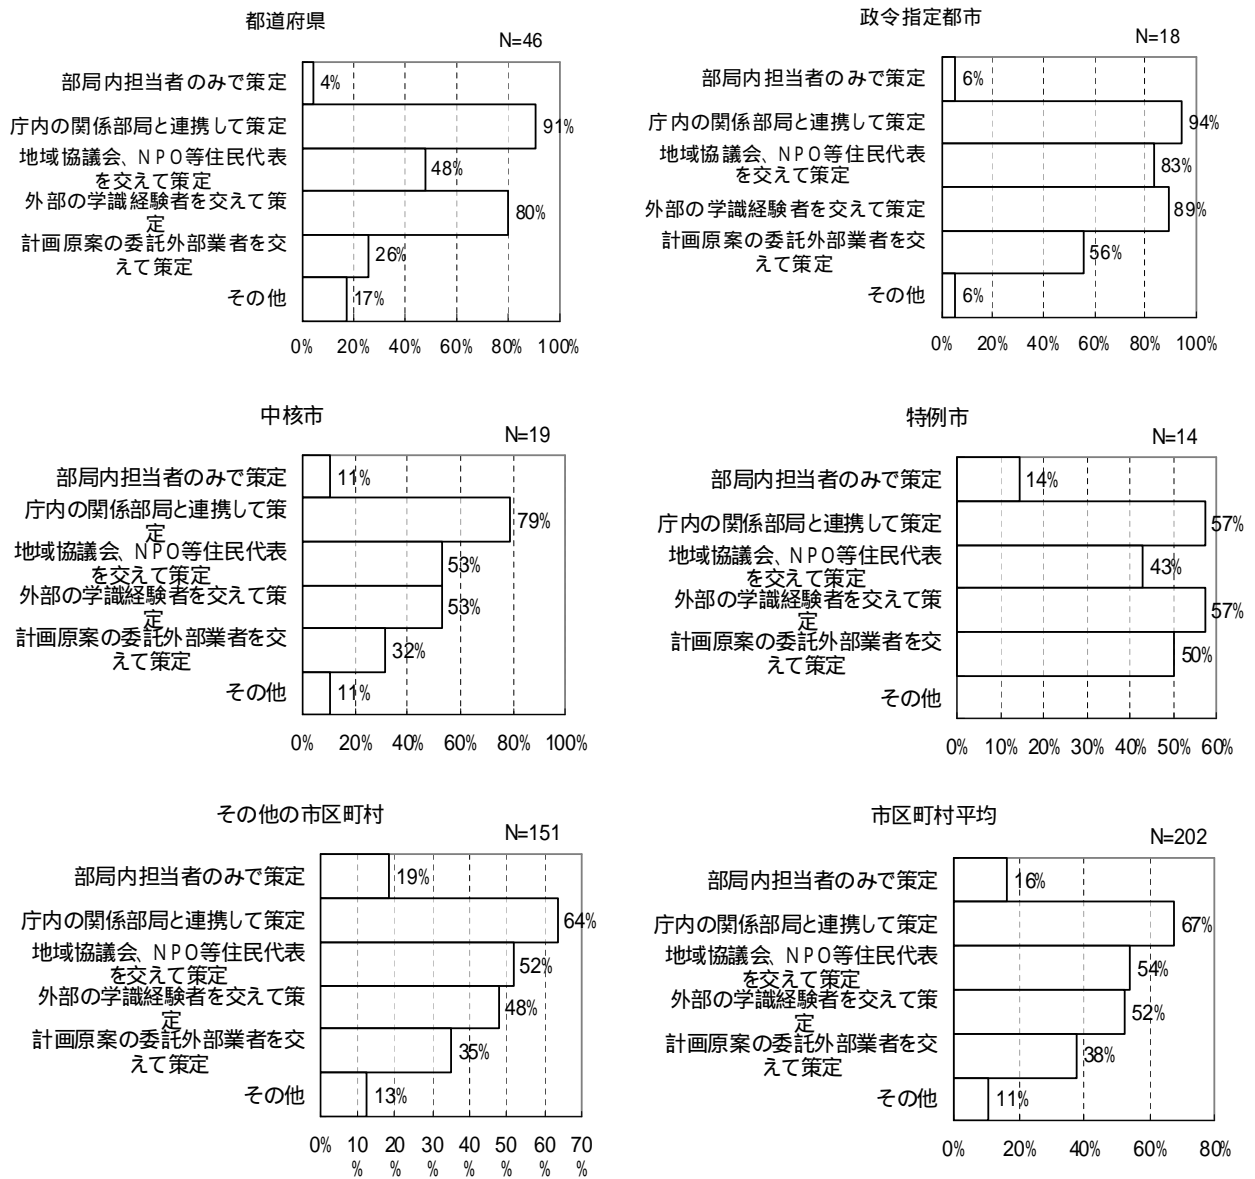 都道府県
N=46
部局内担当者のみで策定
4%
庁内の関係部局と連携して策定
91%
地域協議会、NPO等住民代表
を交えて策定
48%
外部の学識経験者を交えて策
定
80%
計画原案の委託外部業者を交
えて策定
26%
その他
17%
0% 20% 40% 60% 80% 100%
政令指定都市
N=18
部局内担当者のみで策定
6%
庁内の関係部局と連携して策定
94%
地域協議会、NPO等住民代表
を交えて策定
83%
外部の学識経験者を交えて策定
89%
計画原案の委託外部業者を交
えて策定
56%
その他
6%
0% 20% 40% 60% 80% 100%
中核市
N=19
部局内担当者のみで策定
11%
庁内の関係部局と連携して策
定
79%
地域協議会、NPO等住民代表
を交えて策定
53%
外部の学識経験者を交えて策
定
53%
計画原案の委託外部業者を交
えて策定
32%
その他
11%
0% 20% 40% 60% 80% 100%
特例市
N=14
部局内担当者のみで策定
14%
庁内の関係部局と連携して策定
57%
地域協議会、NPO等住民代表
を交えて策定
43%
外部の学識経験者を交えて策
定
57%
計画原案の委託外部業者を交
えて策定
50%
その他
0% 10% 20% 30% 40% 50% 60%
その他の市区町村
N=151
部局内担当者のみで策定
19%
庁内の関係部局と連携して策定
64%
地域協議会、NPO等住民代表
を交えて策定
52%
外部の学識経験者を交えて策
定
48%
計画原案の委託外部業者を交
えて策定
35%
その他
13%
0% 10 20 30 40 50 60 70
% % % % % % %
市区町村平均
N=202
部局内担当者のみで策定
16%
庁内の関係部局と連携して策定
67%
地域協議会、NPO等住民代表
を交えて策定
54%
外部の学識経験者を交えて策
定
52%
計画原案の委託外部業者を交
えて策定
38%
その他
11%
0% 20% 40% 60% 80%